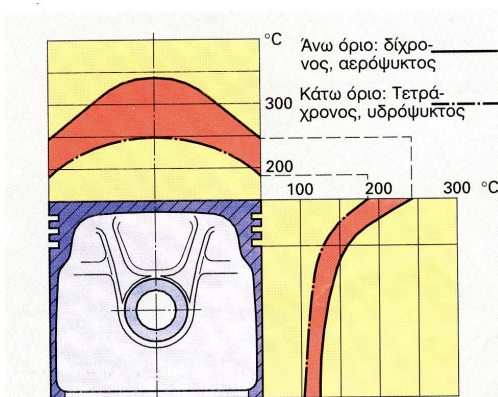 °C
Άνω όριο: δίχρο-
νος, αερόψυκτος
Κάτω όριο: Τετρά-
χρονος, υδρόψυκτος
300
200
100 200 300 °C